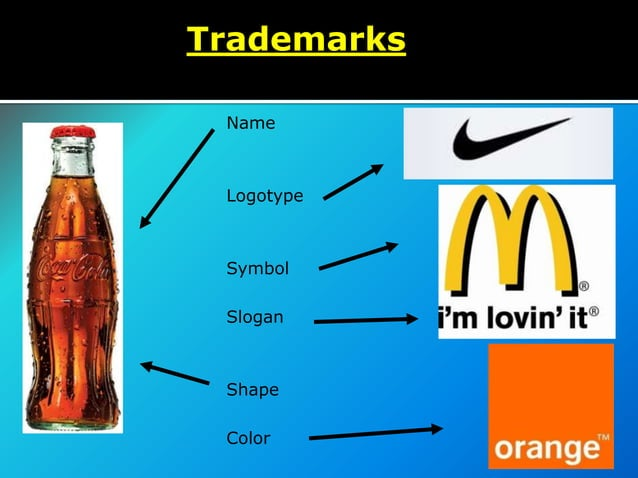 Trademarks
Name
Logotype
Symbol
Slogan
Shape
Color
Coca-Cola
®
i'm lovin' it®
orange™